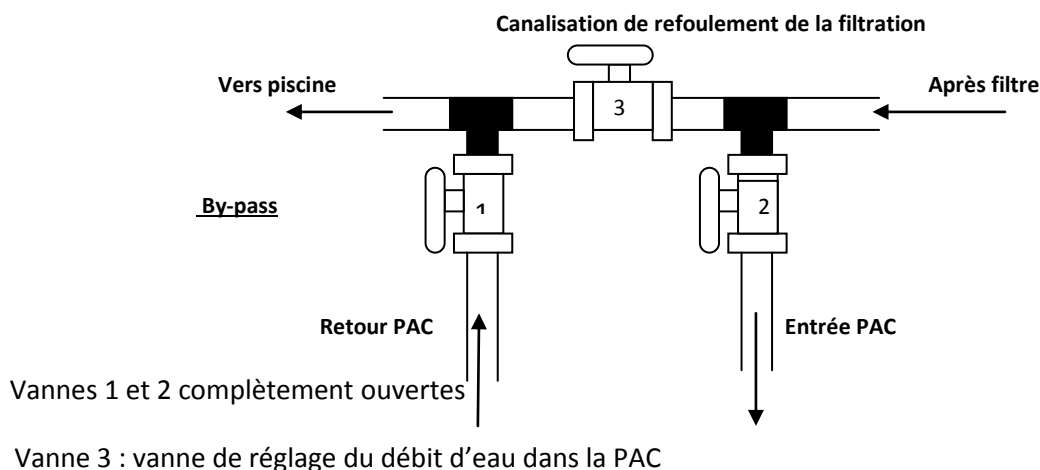 Canalisation de refoulement de la filtration
Vers piscine
Après filtre
3
By-pass
1
2
Retour PAC
Entrée PAC
Vannes 1 et 2 complètement ouvertes
Vanne 3 : vanne de réglage du débit d’eau dans la PAC